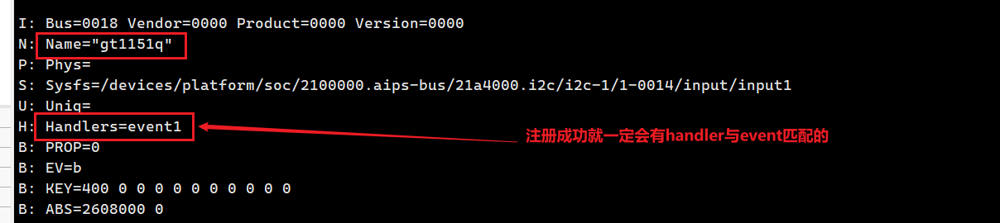 I: Bus=0018 Vendor=0000 Product=0000 Version=0000
N: Name="gt1151q"
P: Phys=
S: Sysfs=/devices/platform/soc/2100000.aips-bus/21a4000.i2c/i2c-1/1-0014/input/input1
U: Uniq=
H: Handlers=event1
注册成功就一定会有handler与event匹配的
B: PROP=0
B: EV=b
B: KEY=400 0 0 0 0 0 0 0 0 0 0
B: ABS=2608000 0